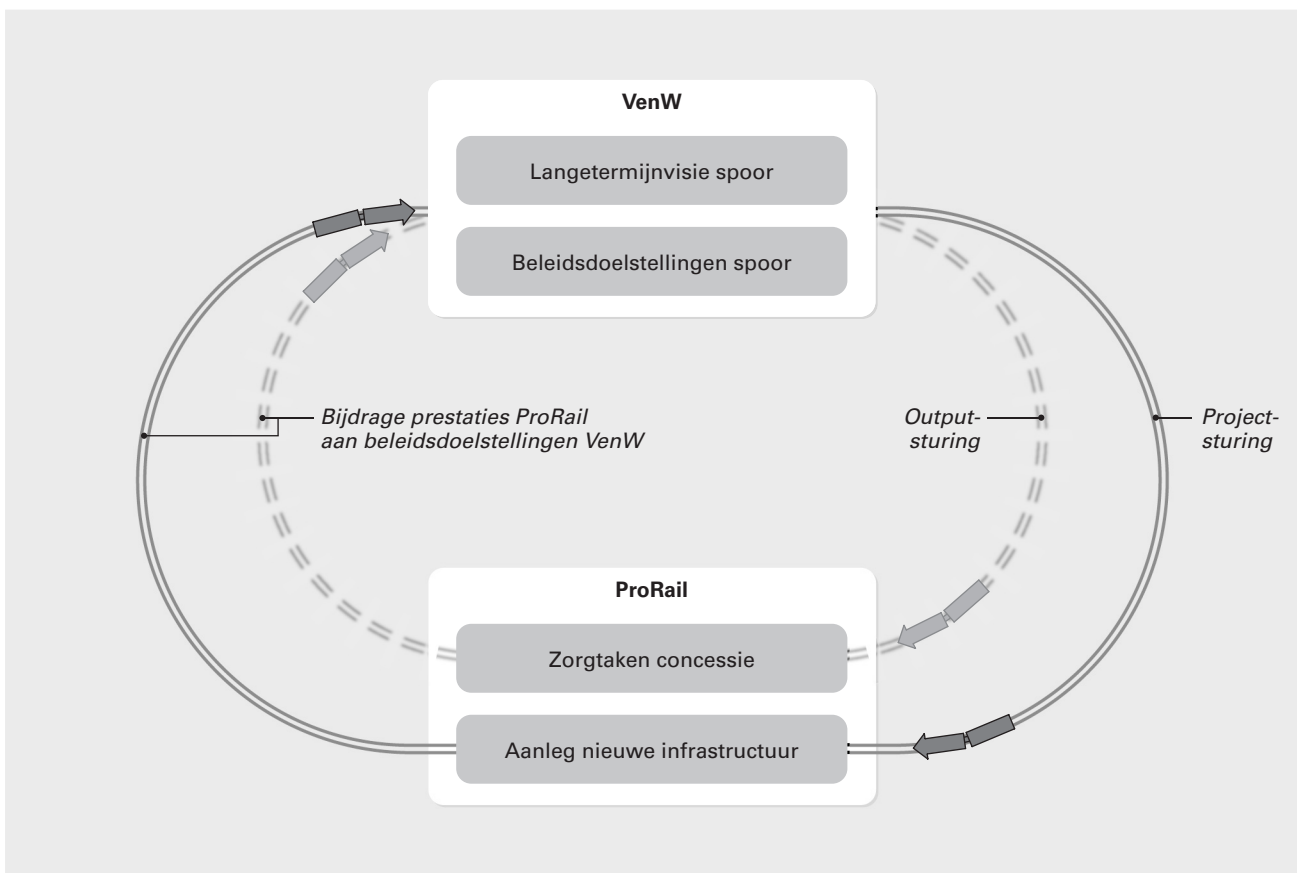 VenW
Langetermijnvisie spoor
Beleidsdoelstellingen spoor
Bijdrage prestaties ProRail
aan beleidsdoelstellingen VenW
Output-
sturing
Project-
sturing
ProRail
Zorgtaken concessie
Aanleg nieuwe infrastructuur